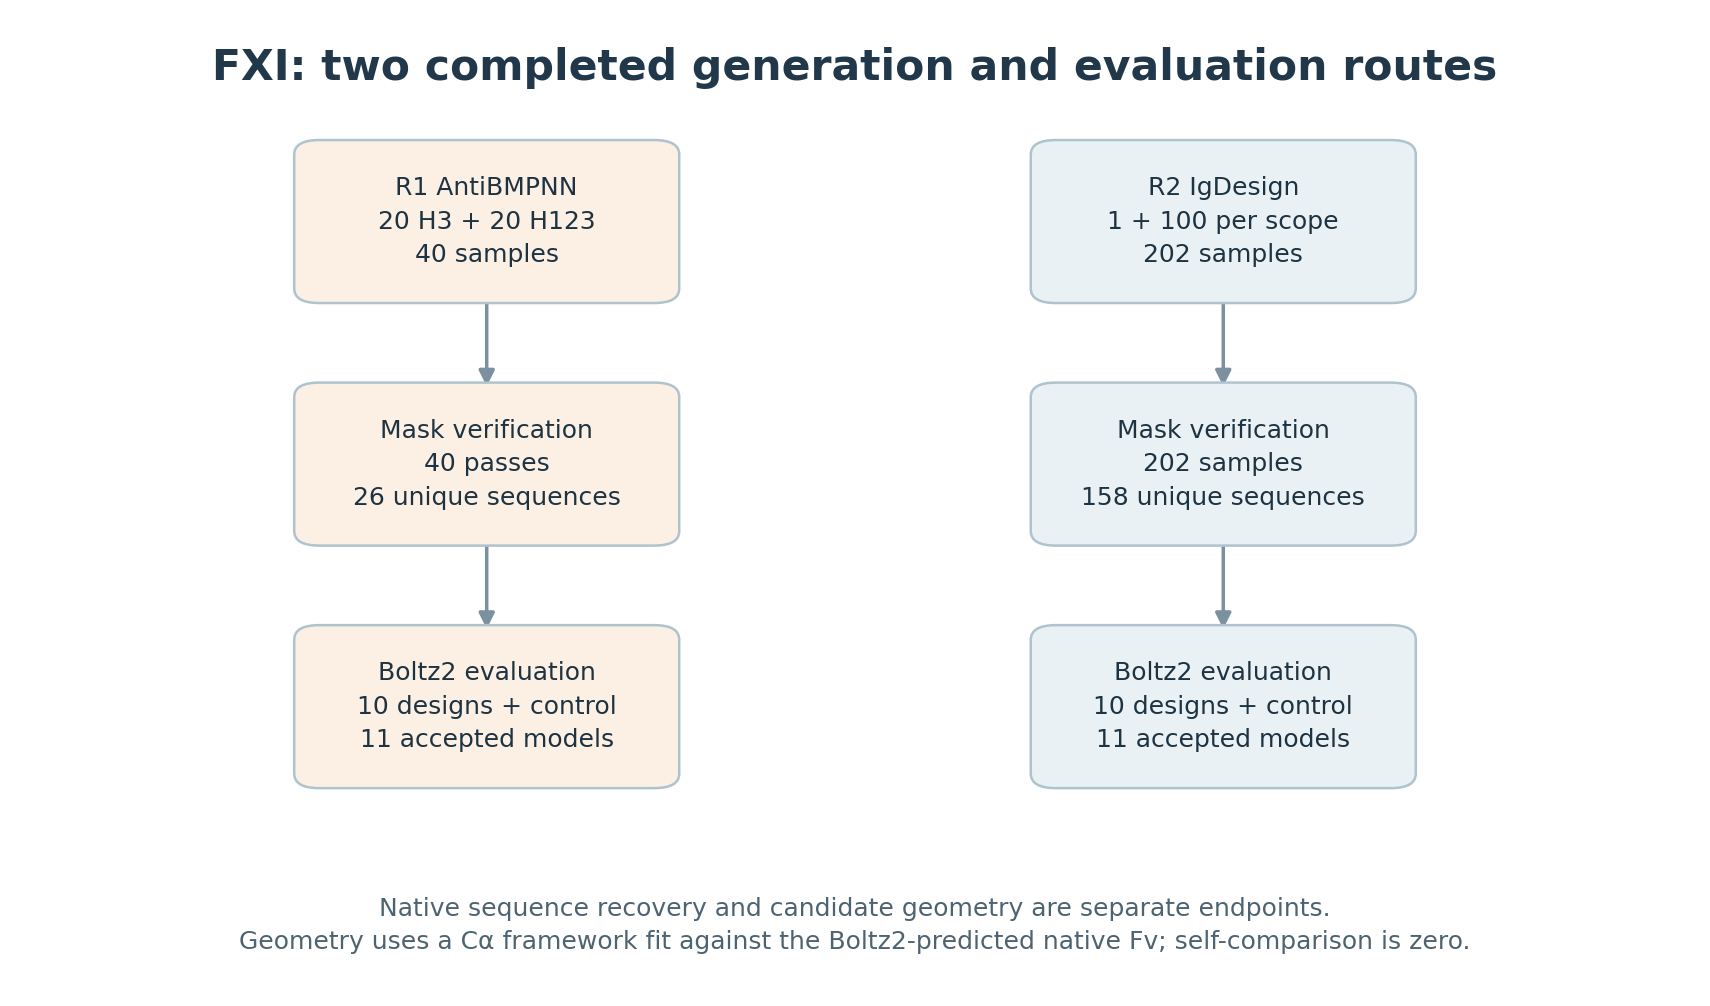 FXI: two completed generation and evaluation routes
R1 AntiBMPNN
20 H3 + 20 H123
40 samples
Mask verification
40 passes
26 unique sequences
Boltz2 evaluation
10 designs + control
11 accepted models
R2 IgDesign
1 + 100 per scope
202 samples
Mask verification
202 samples
158 unique sequences
Boltz2 evaluation
10 designs + control
11 accepted models
Native sequence recovery and candidate geometry are separate endpoints.
Geometry uses a Cα framework fit against the Boltz2-predicted native Fv; self-comparison is zero.